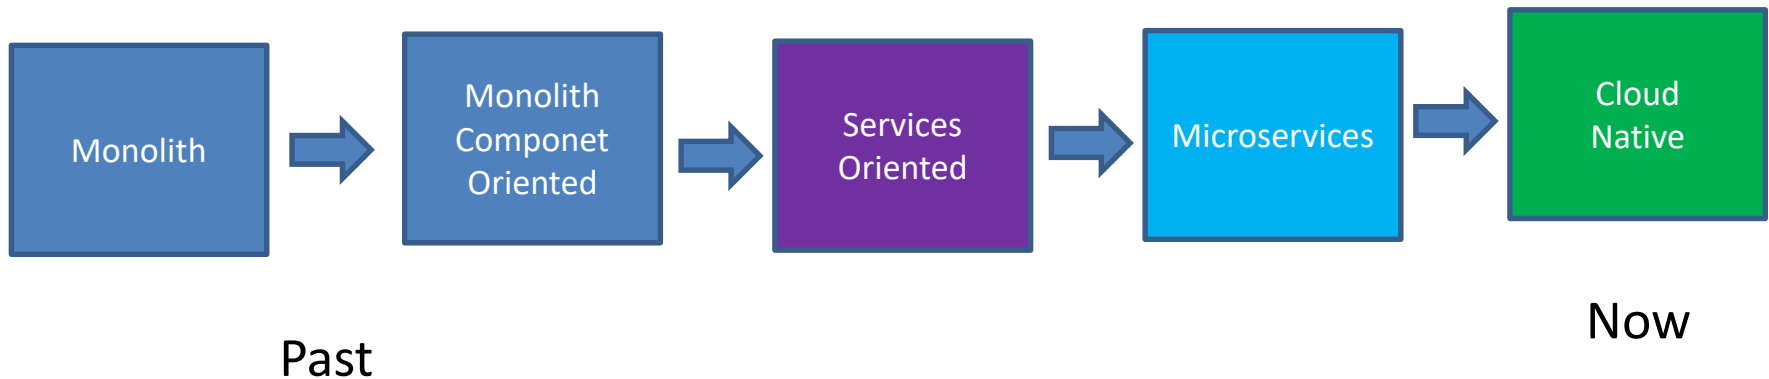 Monolith
Monolith
Componet
Oriented
Services
Oriented
Microservices
Cloud
Native
Past
Now